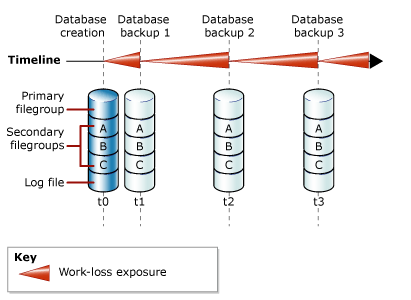 Database creation
Database backup 1
Database backup 2
Database backup 3
Timeline
Primary filegroup
Secondary filegroups
Log file
A
B
C
A
B
C
A
B
C
A
B
C
t0
t1
t2
t3
Key
Work-loss exposure